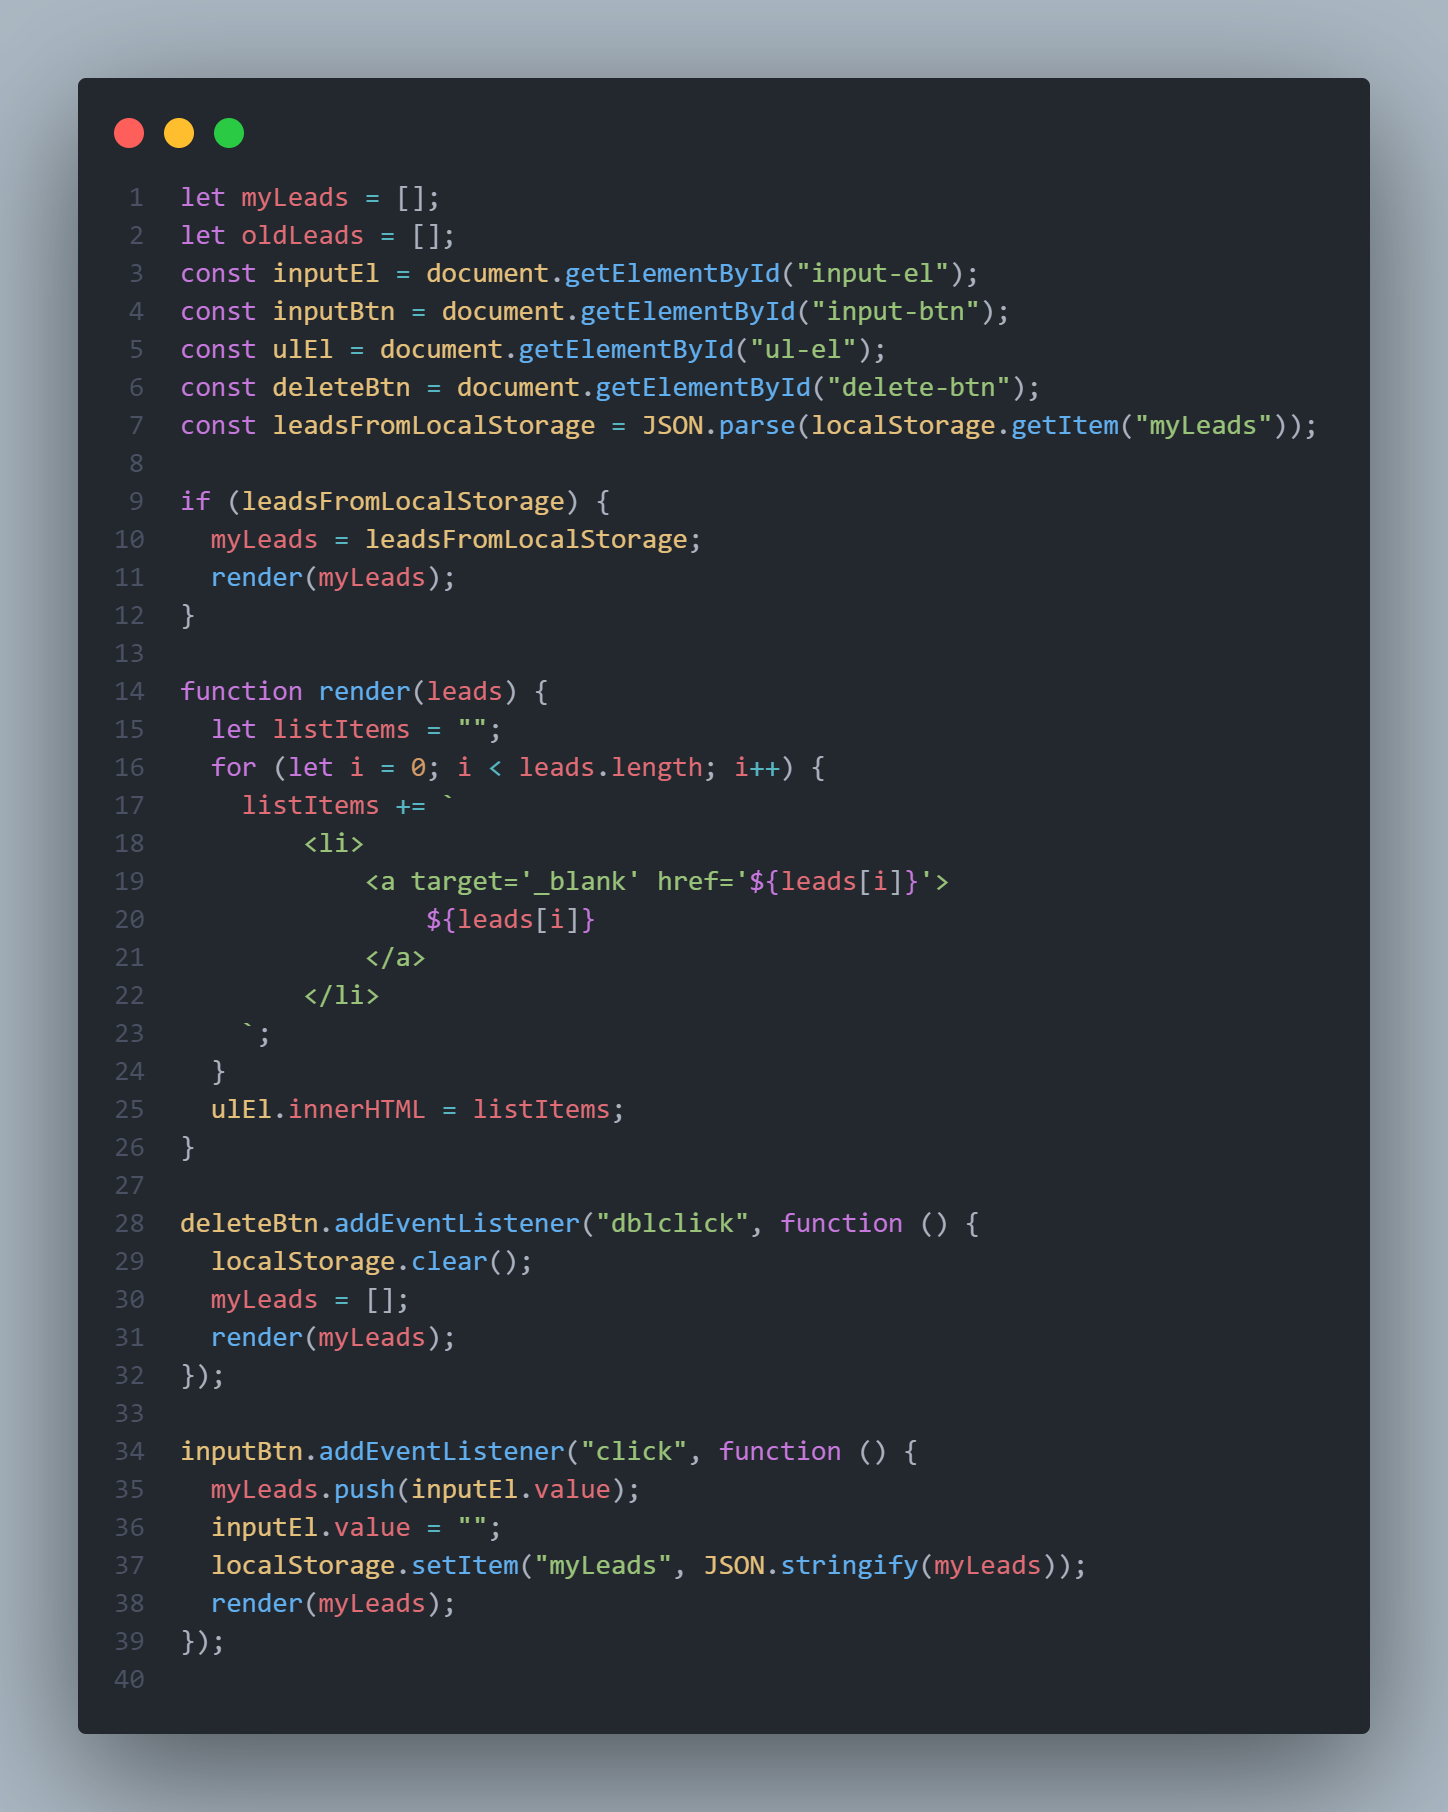 1 let myLeads = [];
2 let oldLeads = [];
3 const inputEl = document.getElementById("input-el");
4 const inputBtn = document.getElementById("input-btn");
5 const ulEl = document.getElementById("ul-el");
6 const deleteBtn = document.getElementById("delete-btn");
7 const leadsFromLocalStorage = JSON.parse(localStorage.getItem("myLeads"));
8
9 if (leadsFromLocalStorage) {
10   myLeads = leadsFromLocalStorage;
11   render(myLeads);
12 }
13
14 function render(leads) {
15   let listItems = "";
16   for (let i = 0; i < leads.length; i++) {
17     listItems += `
18         <li>
19             <a target='_blank' href='${leads[i]}'>
20                 ${leads[i]}
21             </a>
22         </li>
23     `;
24   }
25   ulEl.innerHTML = listItems;
26 }
27
28 deleteBtn.addEventListener("dblclick", function () {
29   localStorage.clear();
30   myLeads = [];
31   render(myLeads);
32 });
33
34 inputBtn.addEventListener("click", function () {
35   myLeads.push(inputEl.value);
36   inputEl.value = "";
37   localStorage.setItem("myLeads", JSON.stringify(myLeads));
38   render(myLeads);
39 });
40